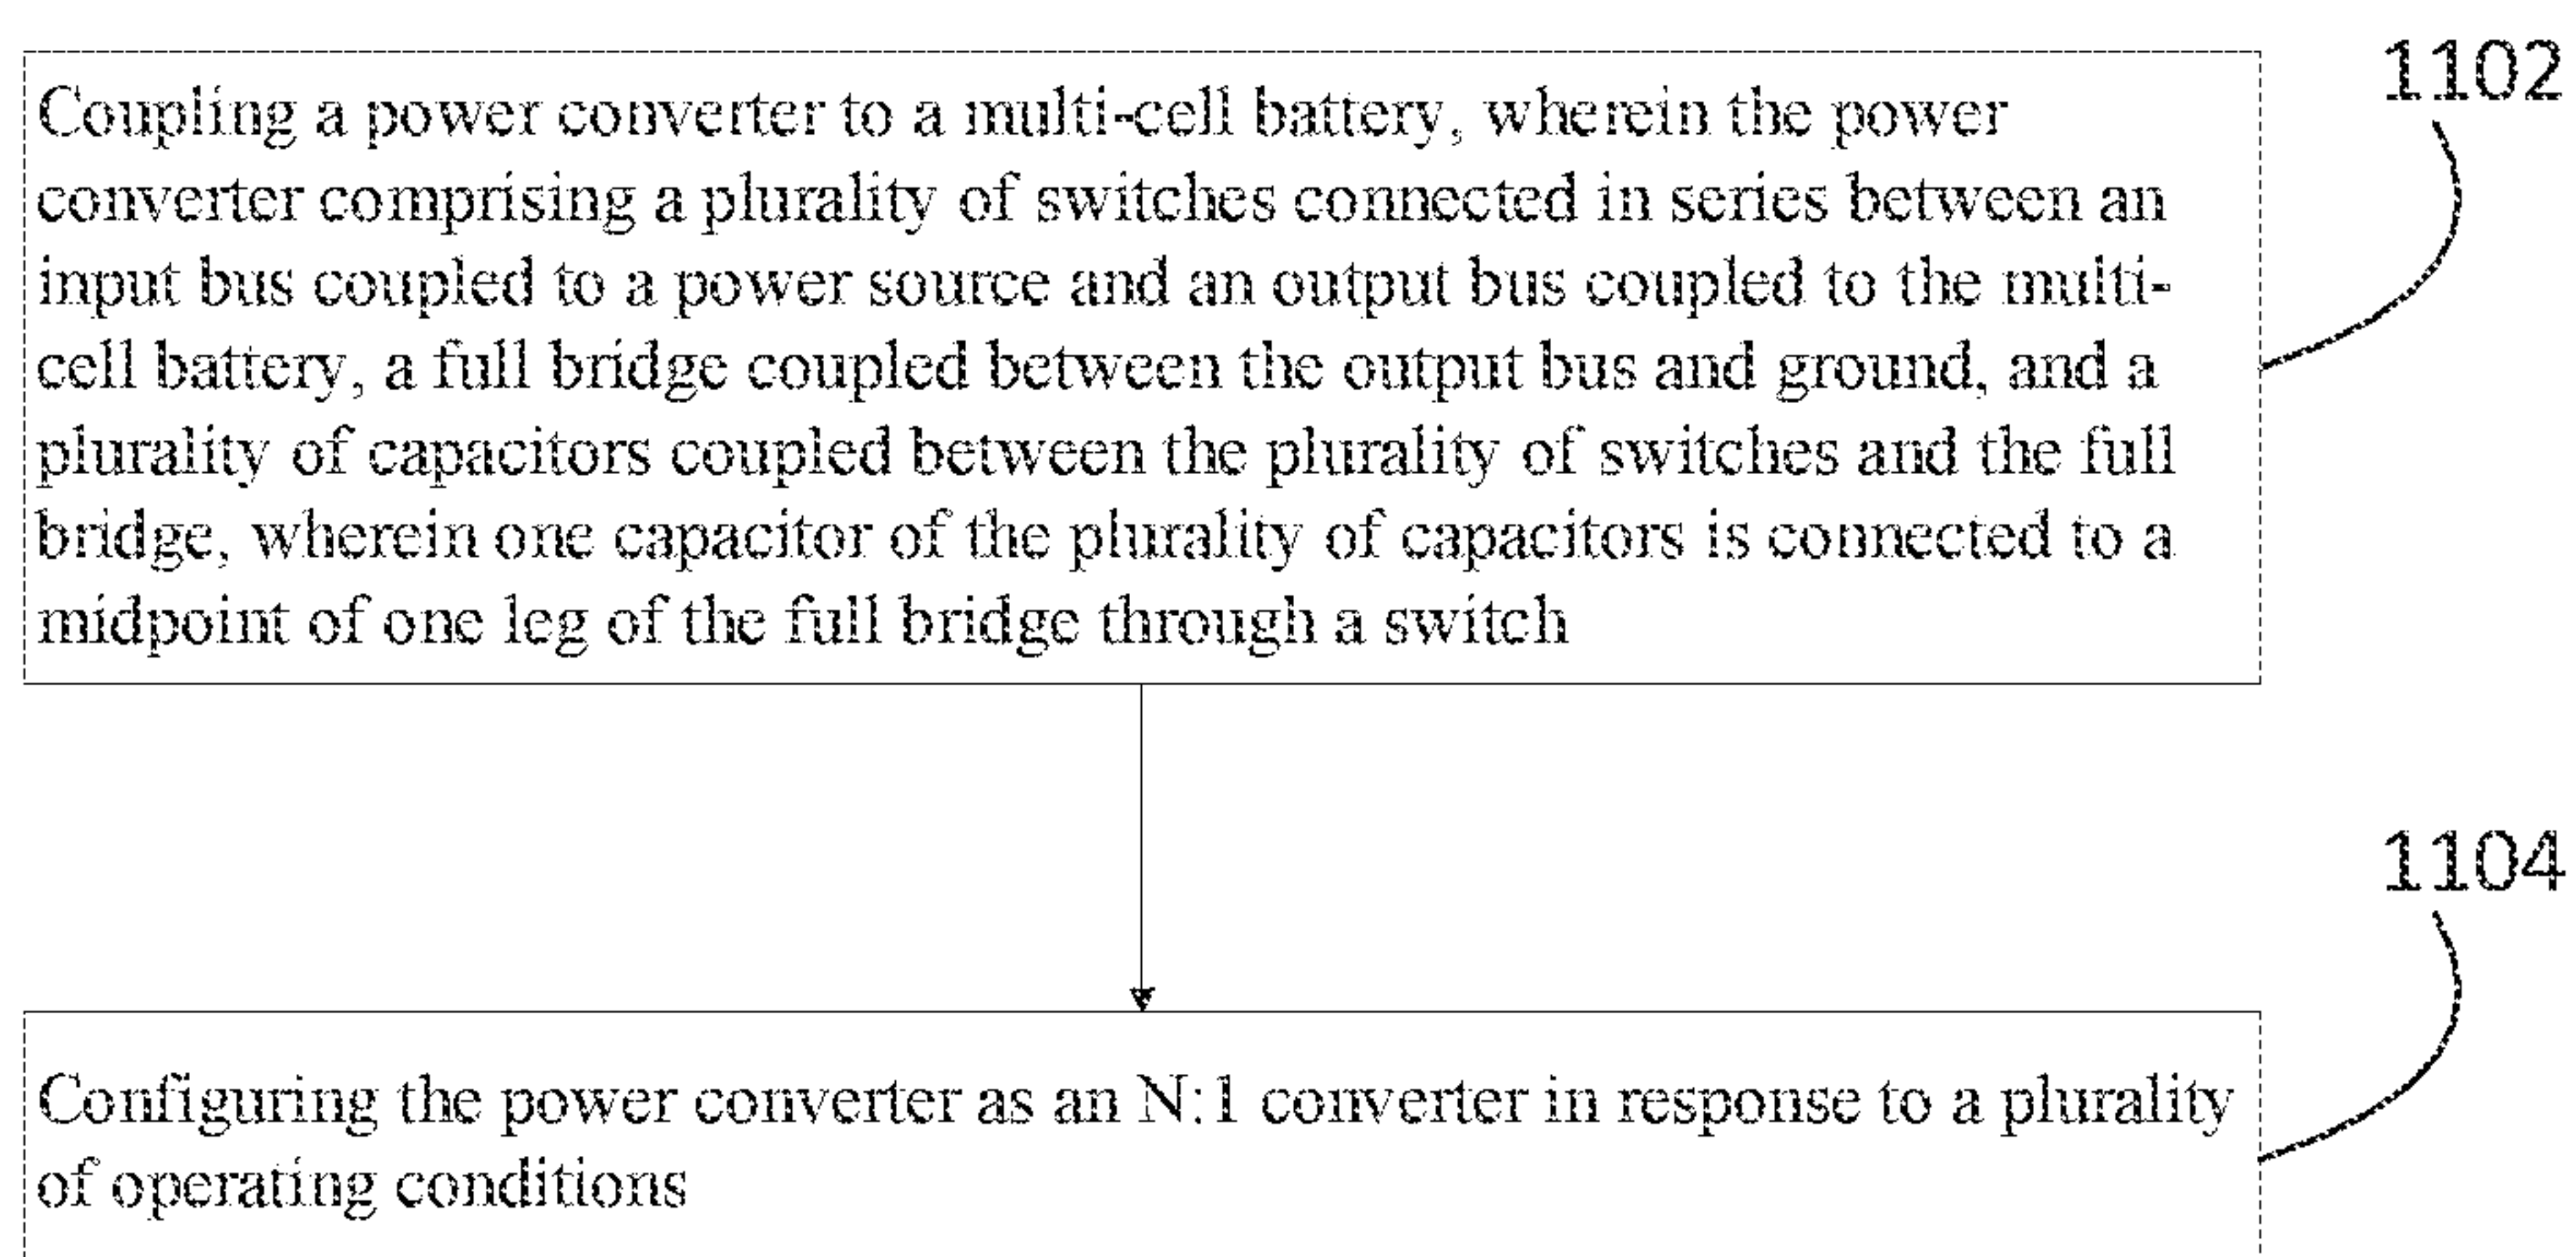 1102
Coupling a power converter to a multi-cell battery, wherein the power
converter comprising a plurality of switches connected in series between an
input bus coupled to a power source and an output bus coupled to the multi-
cell battery, a full bridge coupled between the output bus and ground, and a
plurality of capacitors coupled between the plurality of switches and the full
bridge, wherein one capacitor of the plurality of capacitors is connected to a
midpoint of one leg of the full bridge through a switch
1104
Configuring the power converter as an N:1 converter in response to a plurality
of operating conditions